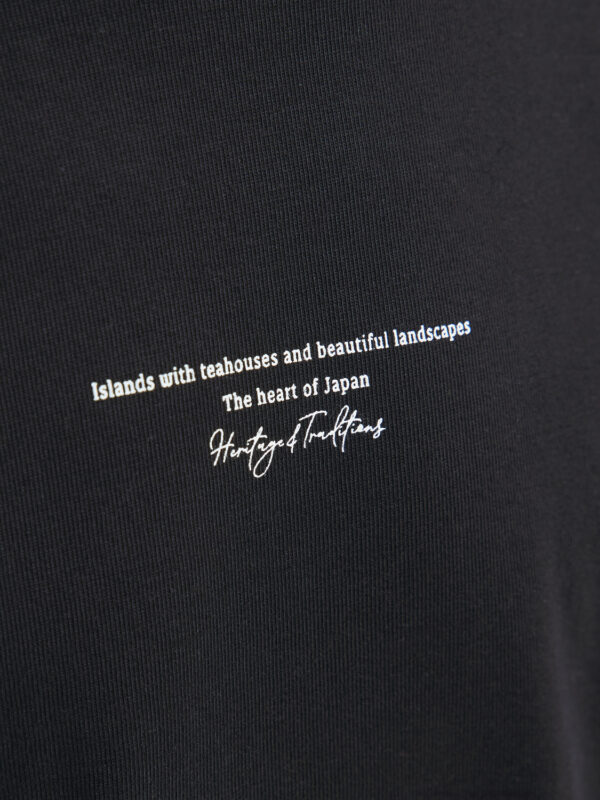 Islands with teahouses and beautiful landscapes
The heart of Japan
Heritage & Traditions